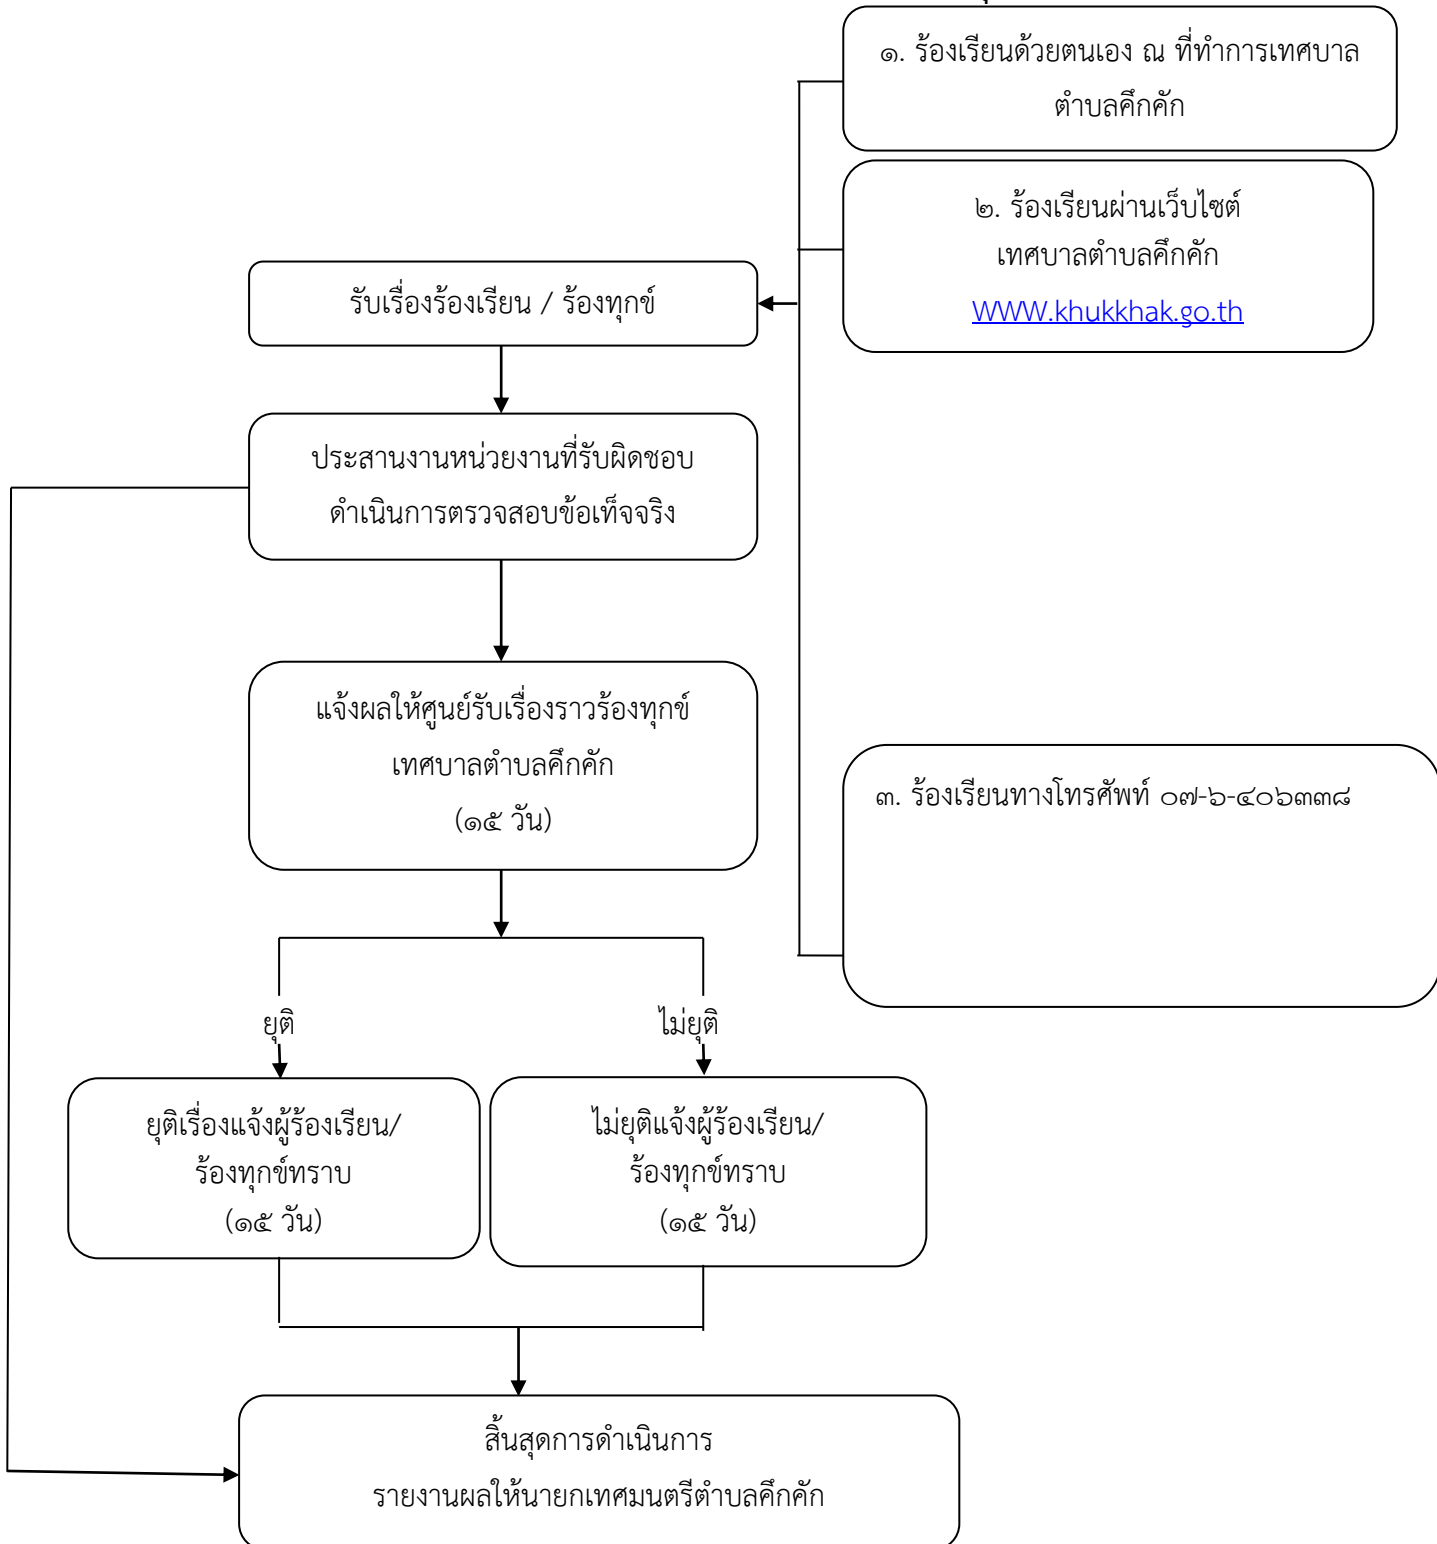 ๑. ร้องเรียนด้วยตนเอง ณ ที่ทำการเทศบาล
ตำบลคึกคัก
๒. ร้องเรียนผ่านเว็บไซต์
เทศบาลตำบลคึกคัก
WWW.khukkhak.go.th
รับเรื่องร้องเรียน / ร้องทุกข์
ประสานงานหน่วยงานที่รับผิดชอบ
ดำเนินการตรวจสอบข้อเท็จจริง
แจ้งผลให้ศูนย์รับเรื่องราวร้องทุกข์
เทศบาลตำบลคึกคัก
(๑๕ วัน)
๓. ร้องเรียนทางโทรศัพท์ ๐๗-๖-๔๐๖๓๓๘
ยุติ
ไม่ยุติ
ยุติเรื่องแจ้งผู้ร้องเรียน/
ร้องทุกข์ทราบ
(๑๕ วัน)
ไม่ยุติแจ้งผู้ร้องเรียน/
ร้องทุกข์ทราบ
(๑๕ วัน)
สิ้นสุดการดำเนินการ
รายงานผลให้นายกเทศมนตรีตำบลคึกคัก